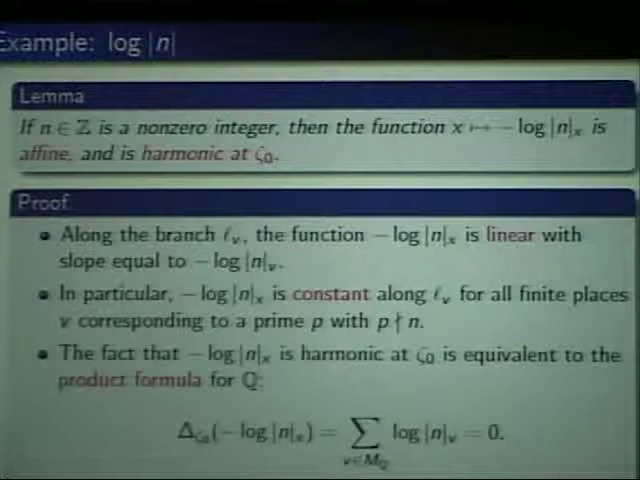 Example: log |n|
Lemma
If n ∈ ℤ is a nonzero integer, then the function x ↦ − log |n|ₓ is
affine, and is harmonic at ζ₀.
Proof.
• Along the branch ℓᵥ, the function − log |n|ₓ is linear with
slope equal to − log |n|ᵥ.
• In particular, − log |n|ₓ is constant along ℓᵥ for all finite places
v corresponding to a prime p with p ∤ n.
• The fact that − log |n|ₓ is harmonic at ζ₀ is equivalent to the
product formula for ℚ:
Δ_{ζ₀}(− log |n|ₓ) = ∑_{v∈M_ℚ} log |n|ᵥ = 0.